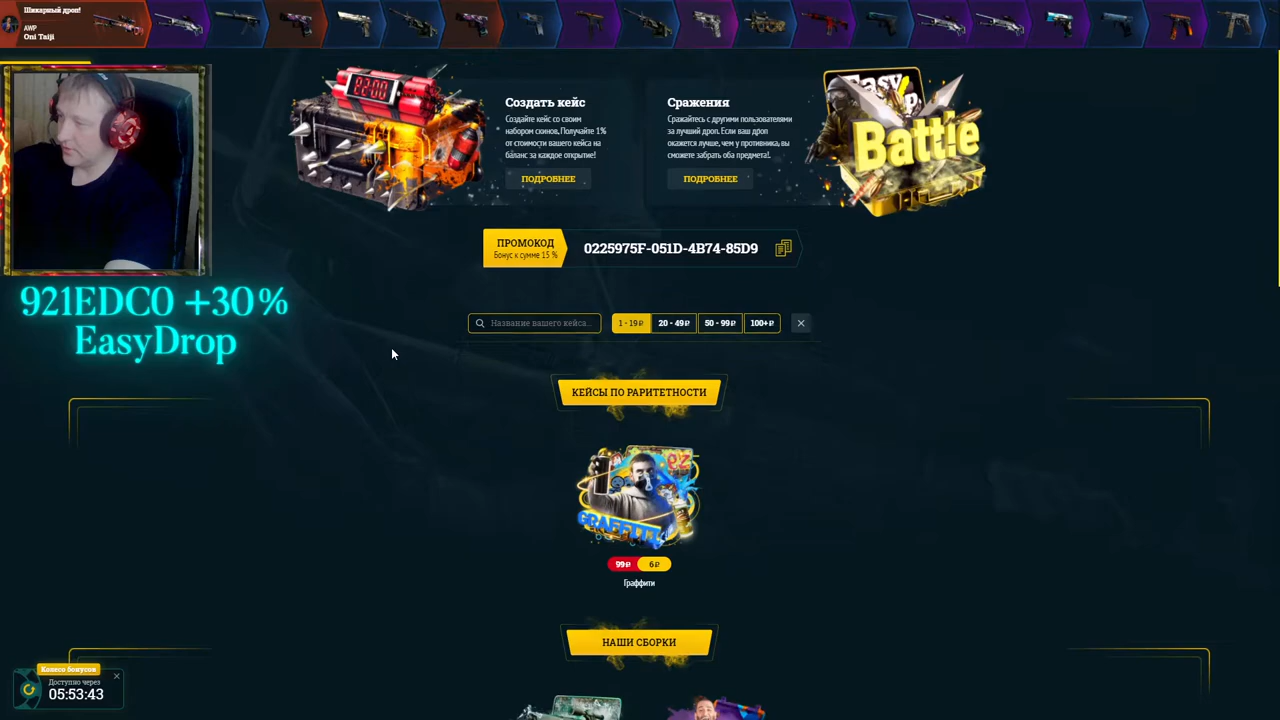 Шикарный дроп!
AWP
Oni Taiji
Создать кейс
Создайте кейс со своим
набором скинов. Получайте 1%
от стоимости вашего кейса на
баланс за каждое открытие!
ПОДРОБНЕЕ
Сражения
Сражайтесь с другими пользователями
за лучший дроп. Если ваш дроп
окажется лучше, чем у противника, вы
сможете забрать оба предмета!.
ПОДРОБНЕЕ
Easy
Battle
ПРОМОКОД
Бонус к сумме 15 %
0225975F-051D-4B74-85D9
921EDC0 +30%
EasyDrop
Название вашего кейса...
1 - 19₽
20 - 49₽
50 - 99₽
100+₽
КЕЙСЫ ПО РАРИТЕТНОСТИ
GRAFFITI
99₽
6₽
Граффити
НАШИ СБОРКИ
Колесо бонусов
Доступно через
05:53:43